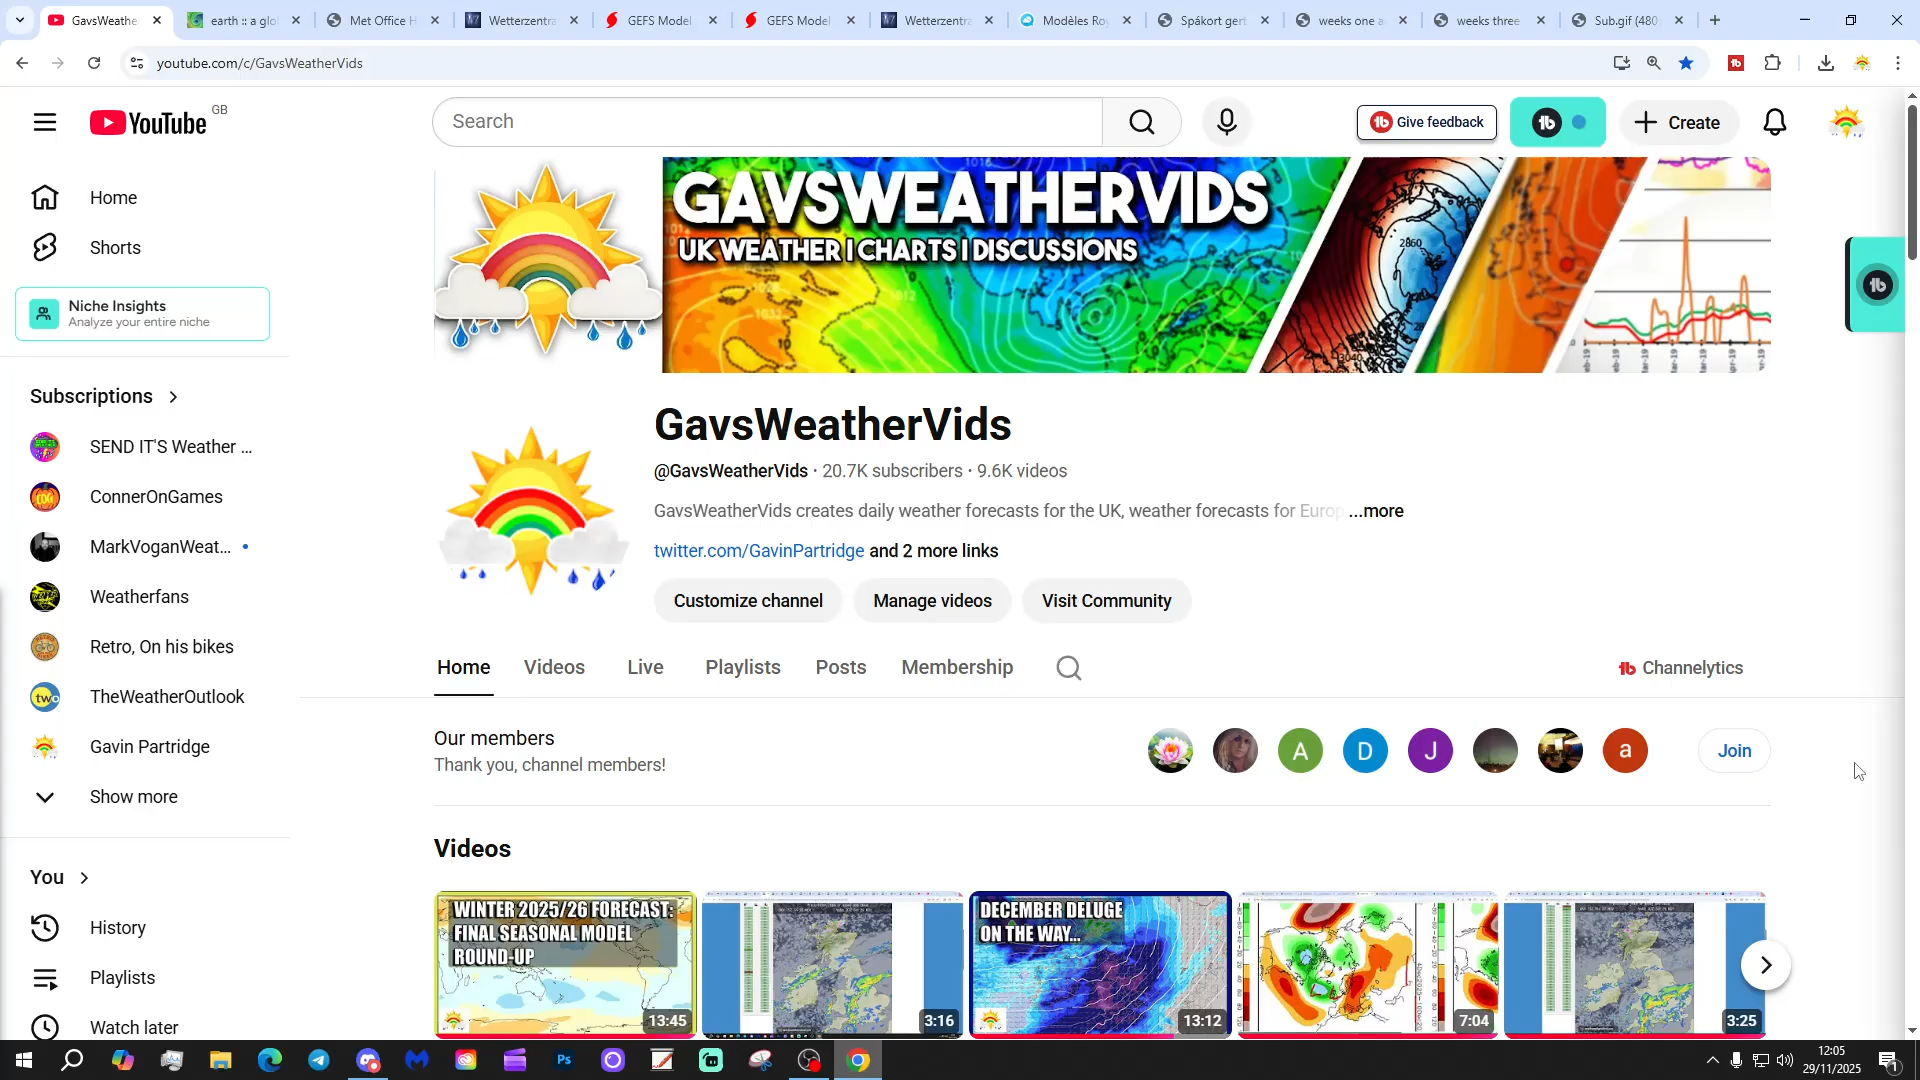 GavsWeathe
earth :: a glo
Met Office H
Wetterzentra
GEFS Model
GEFS Model
Wetterzentra
Modèles Roy
Spákort gert
weeks one a
weeks three
Sub.gif (480
youtube.com/c/GavsWeatherVids
YouTube GB
Search
Give feedback
Create
Home
Shorts
Niche Insights
Analyze your entire niche
Subscriptions
SEND IT'S Weather ...
ConnerOnGames
MarkVoganWeat...
Weatherfans
Retro, On his bikes
TheWeatherOutlook
Gavin Partridge
Show more
You
History
Playlists
Watch later
GAVSWEATHERVIDS
UK WEATHER | CHARTS | DISCUSSIONS
GavsWeatherVids
@GavsWeatherVids · 20.7K subscribers · 9.6K videos
GavsWeatherVids creates daily weather forecasts for the UK, weather forecasts for Europ ...more
twitter.com/GavinPartridge and 2 more links
Customize channel
Manage videos
Visit Community
Home
Videos
Live
Playlists
Posts
Membership
Channelytics
Our members
Thank you, channel members!
A
D
J
a
Join
Videos
WINTER 2025/26 FORECAST:
FINAL SEASONAL MODEL
ROUND-UP
13:45
3:16
DECEMBER DELUGE
ON THE WAY...
13:12
7:04
3:25
12:05
29/11/2025